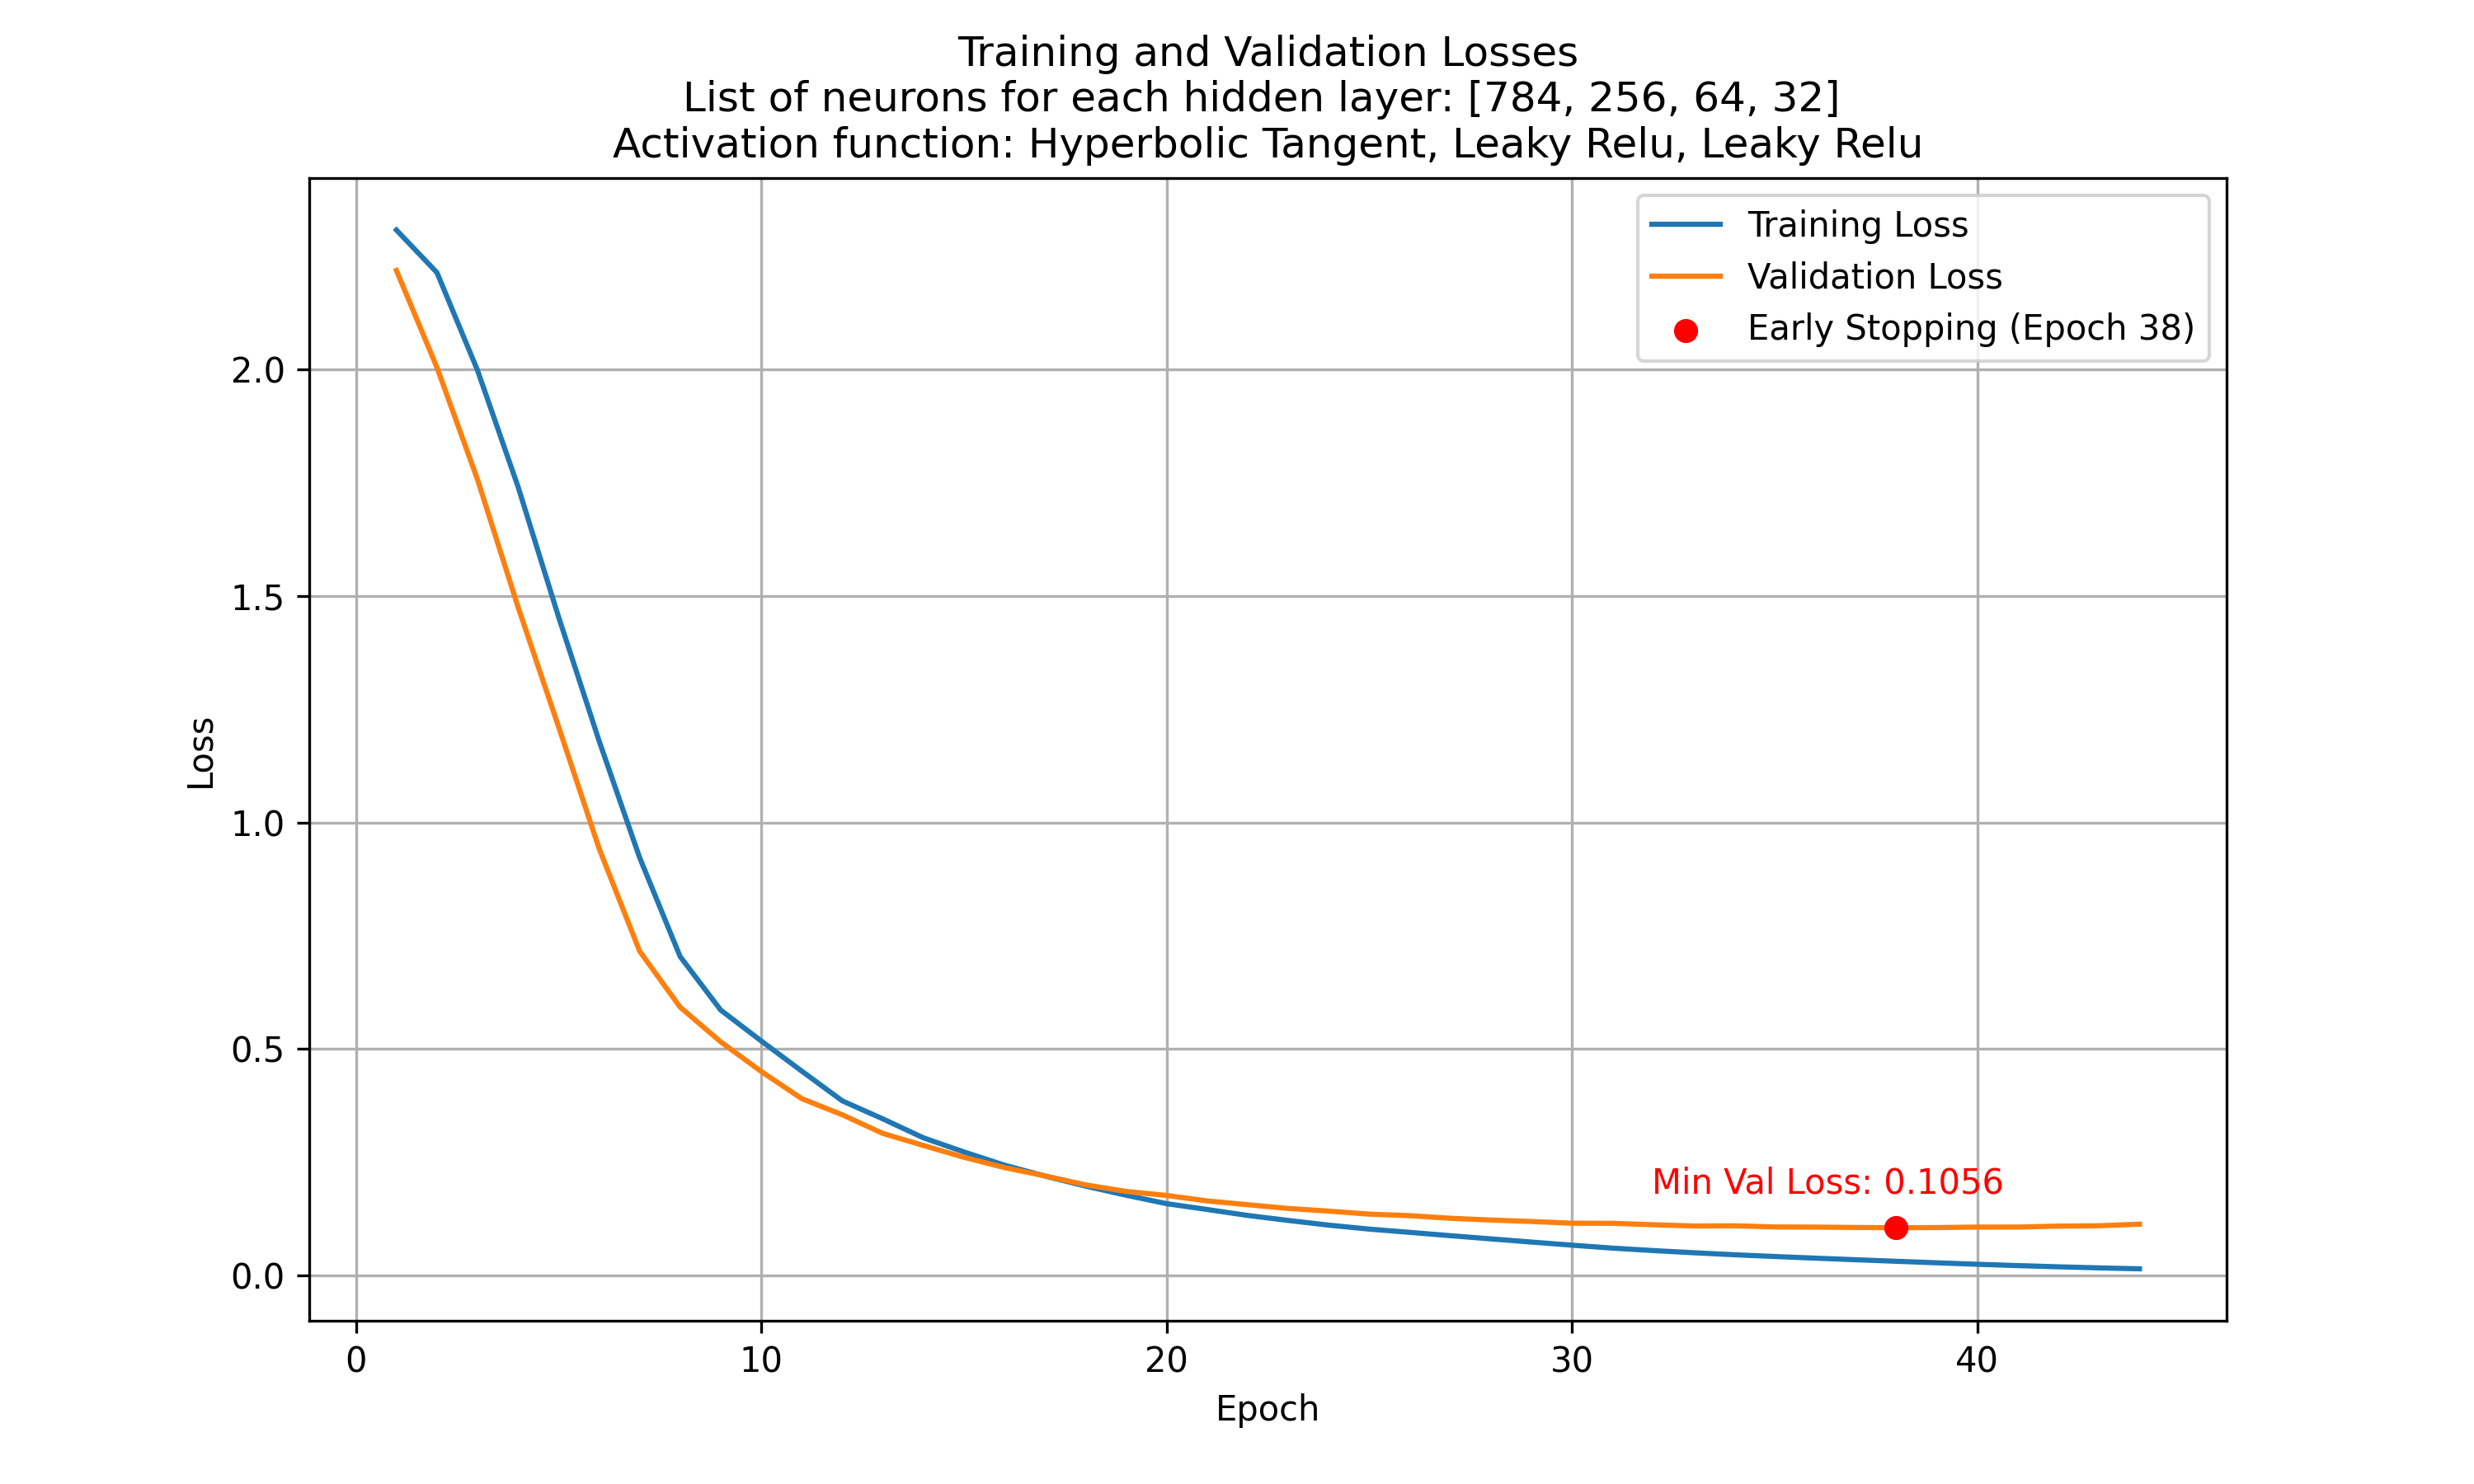 Training and Validation Losses
List of neurons for each hidden layer: [784, 256, 64, 32]
Activation function: Hyperbolic Tangent, Leaky Relu, Leaky Relu
Training Loss
Validation Loss
Early Stopping (Epoch 38)
2.0
1.5
1.0
0.5
0.0
Loss
Min Val Loss: 0.1056
0 10 20 30 40
Epoch